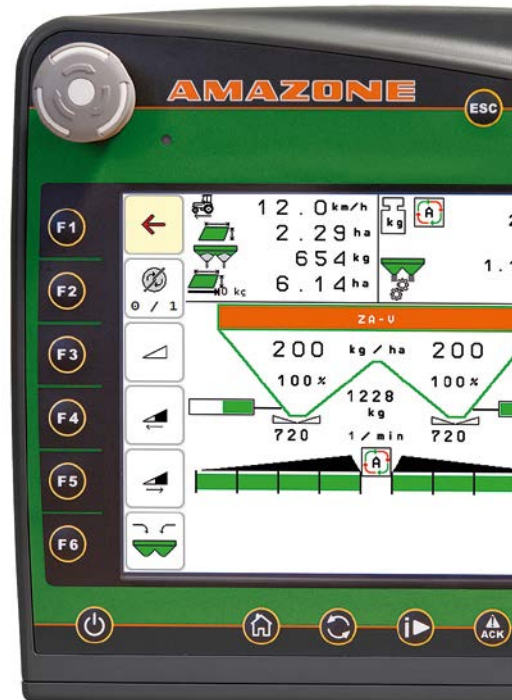 AMAZONE
ESC
F1
F2
F3
F4
F5
F6
0 / 1
12.0 km/h
2.29 ha
654 kg
6.14 ha
kg
A
ZA-V
200 kg/ha 200
100% 100%
1228
kg
720 1/min 720
A
i
ACK